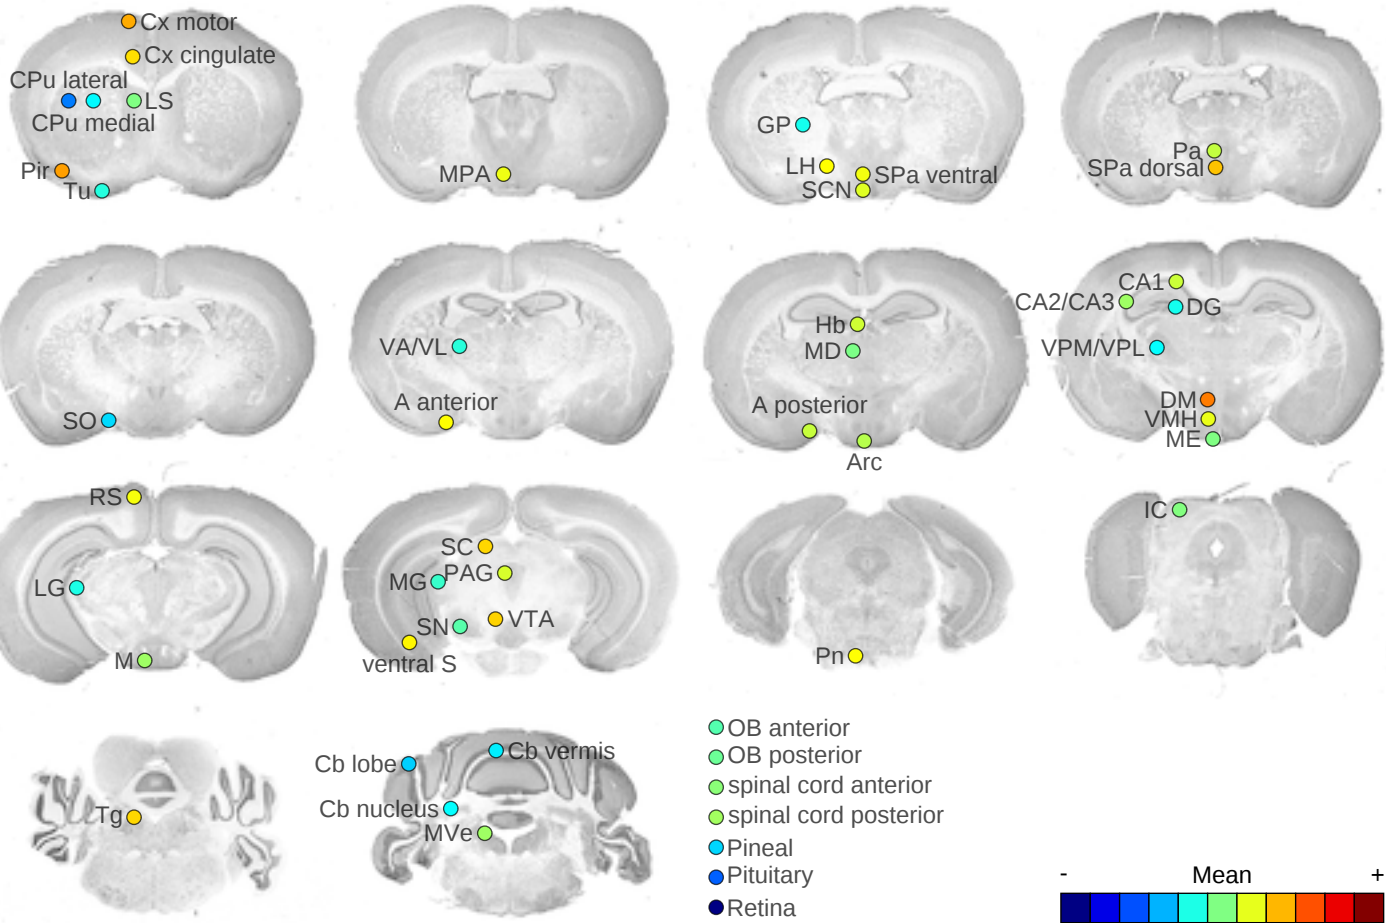 Cx motor
Cx cingulate
CPu lateral
LS
CPu medial
Pir
Tu
MPA
GP
LH
SPa ventral
SCN
Pa
SPa dorsal
SO
VA/VL
A anterior
Hb
MD
A posterior
Arc
CA1
CA2/CA3
DG
VPM/VPL
DM
VMH
ME
RS
LG
M
SC
MG
PAG
SN
VTA
ventral S
Pn
IC
Tg
Cb lobe
Cb vermis
Cb nucleus
MVe
OB anterior
OB posterior
spinal cord anterior
spinal cord posterior
Pineal
Pituitary
Retina
- Mean +